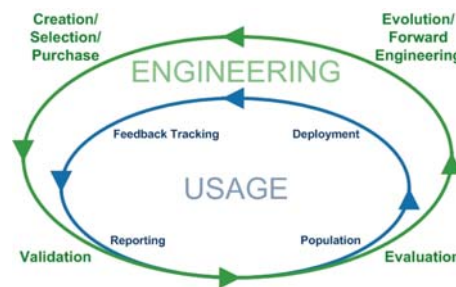 Creation/
Selection/
Purchase
Evolution/
Forward
Engineering
ENGINEERING
Feedback Tracking
Deployment
USAGE
Reporting
Population
Validation
Evaluation